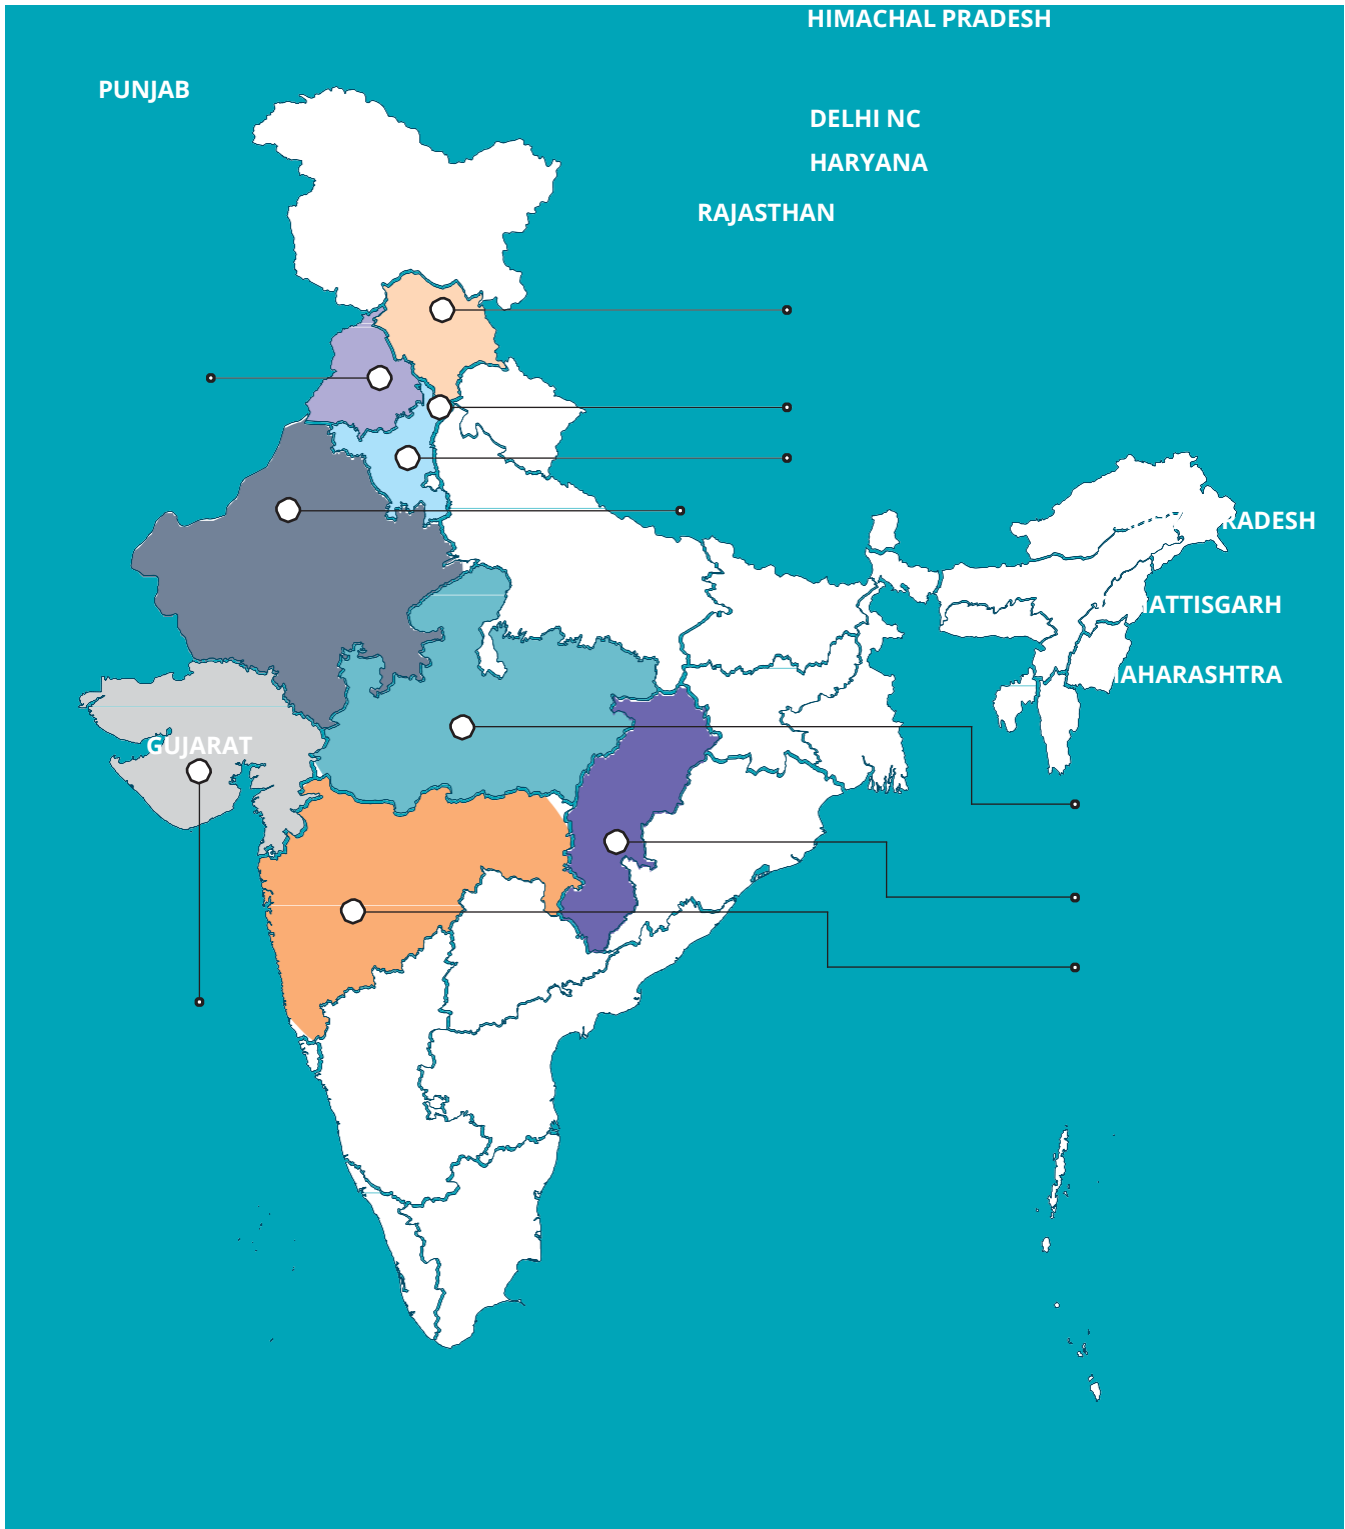 HIMACHAL PRADESH
PUNJAB
DELHI NC
HARYANA
RAJASTHAN
RADESH
ATTISGARH
AHARASHTRA
GUJARAT